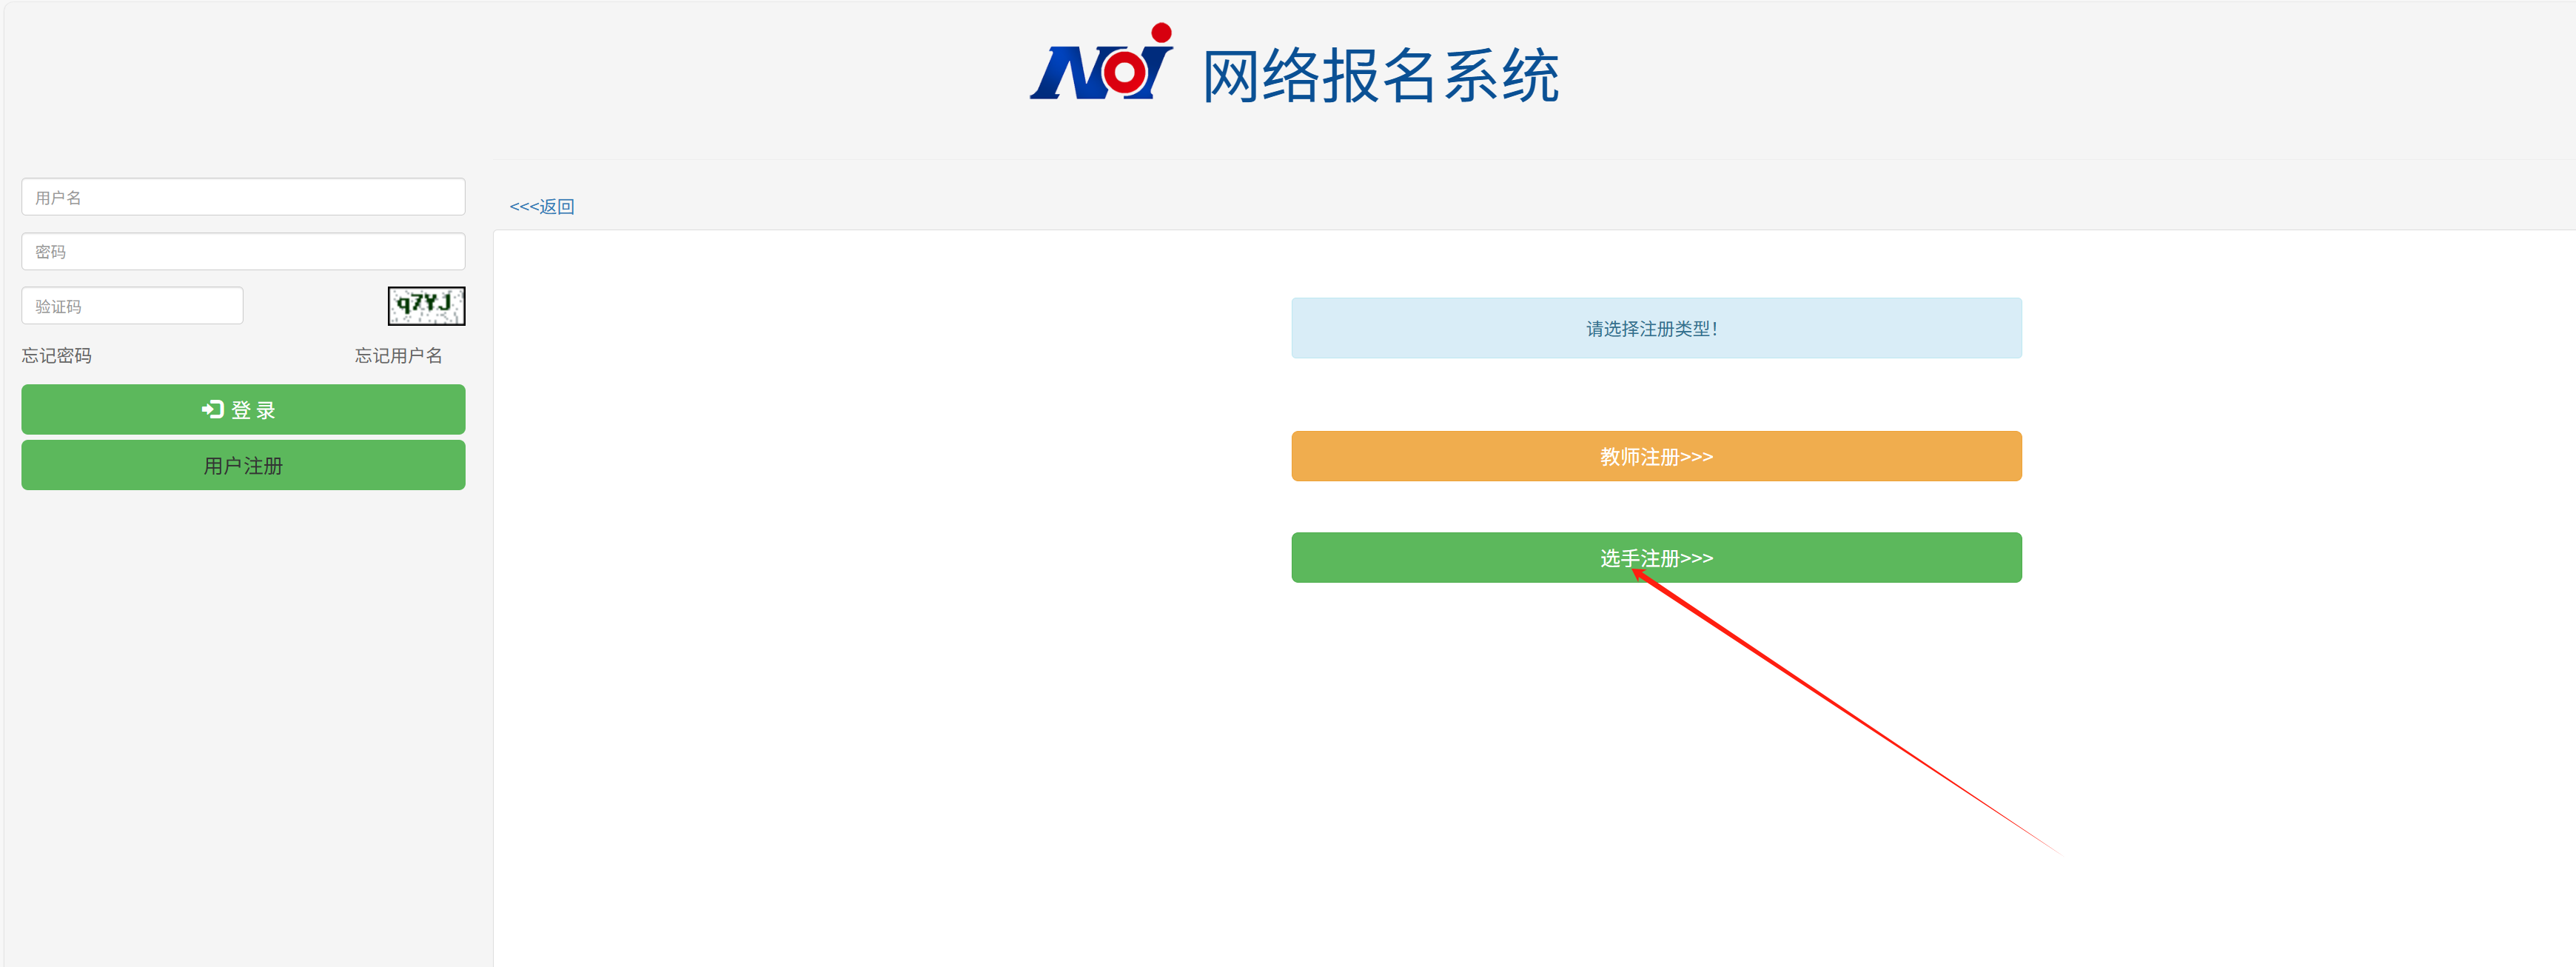 NOI 网络报名系统
用户名
密码
验证码
q7YJ
忘记密码 忘记用户名
登 录
用户注册
<<<返回
请选择注册类型!
教师注册>>>
选手注册>>>